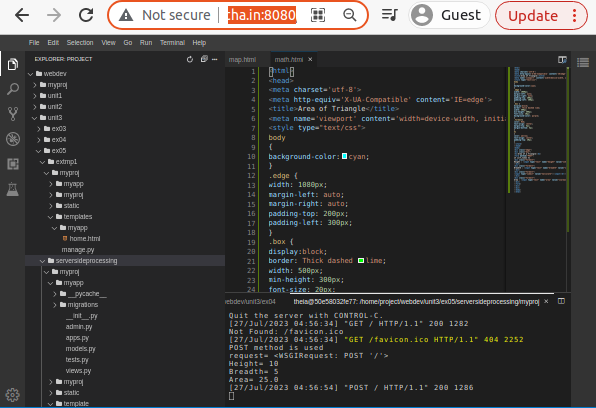 Not secure
tha.in:8080
Guest
Update
File Edit Selection View Go Run Terminal Help
EXPLORER: PROJECT
webdev
myproj
unit1
unit2
unit3
ex03
ex04
ex05
extmp1
myproj
myapp
myproj
static
templates
myapp
home.html
manage.py
serversideprocessing
myproj
myapp
__pycache__
migrations
__init__.py
admin.py
apps.py
models.py
tests.py
views.py
myproj
static
template
map.html math.html
1 <html>
2 <head>
3 <meta charset='utf-8'>
4 <meta http-equiv='X-UA-Compatible' content='IE=edge'>
5 <title>Area of Triangle</title>
6 <meta name='viewport' content='width=device-width, initi
7 <style type="text/css">
8 body
9 {
10 background-color: cyan;
11 }
12 .edge {
13 width: 1080px;
14 margin-left: auto;
15 margin-right: auto;
16 padding-top: 200px;
17 padding-left: 300px;
18 }
19 .box {
20 display:block;
21 border: Thick dashed lime;
22 width: 500px;
23 min-height: 300px;
24 font-size: 20px;
webdev/unit3/ex04 theia@50e58032fe77: /home/project/webdev/unit3/ex05/serversideprocessing/myproj
Quit the server with CONTROL-C.
[27/Jul/2023 04:56:34] "GET / HTTP/1.1" 200 1282
Not Found: /favicon.ico
[27/Jul/2023 04:56:34] "GET /favicon.ico HTTP/1.1" 404 2252
POST method is used
request= <WSGIRequest: POST '/'>
Height= 10
Breadth= 5
Area= 25.0
[27/Jul/2023 04:56:54] "POST / HTTP/1.1" 200 1286